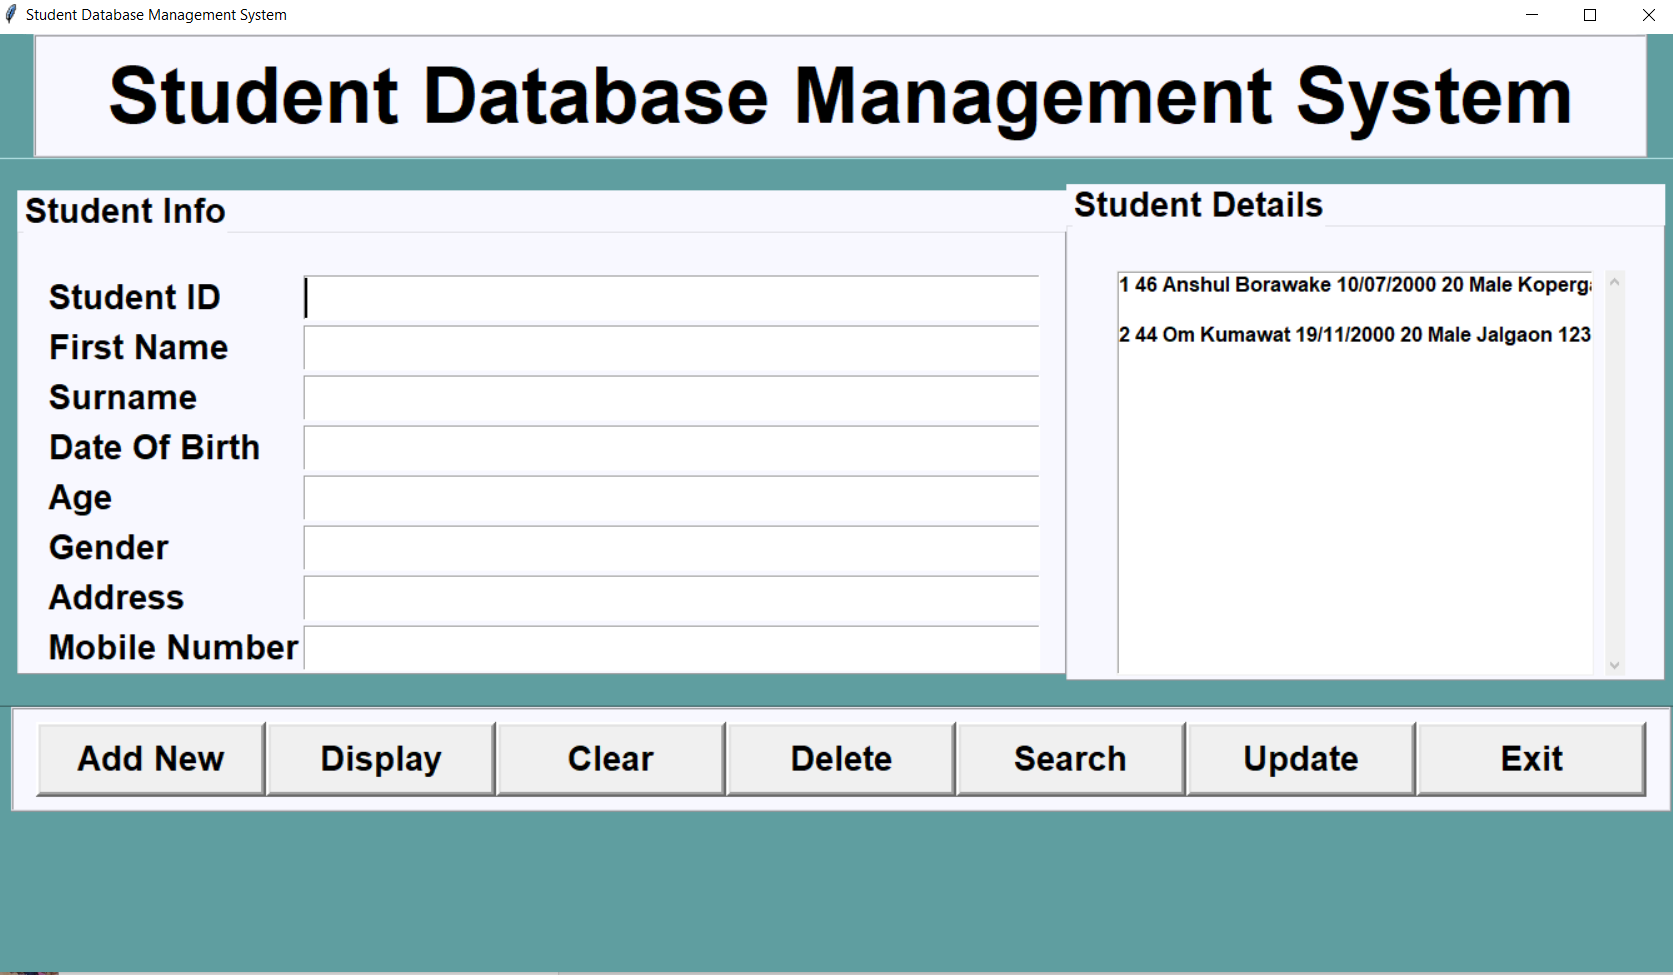 Student Database Management System
Student Database Management System
Student Info
Student ID
First Name
Surname
Date Of Birth
Age
Gender
Address
Mobile Number
Student Details
1 46 Anshul Borawake 10/07/2000 20 Male
2 44 Om Kumawat 19/11/2000 20 Male Jalgaon 123
Add New
Display
Clear
Delete
Search
Update
Exit